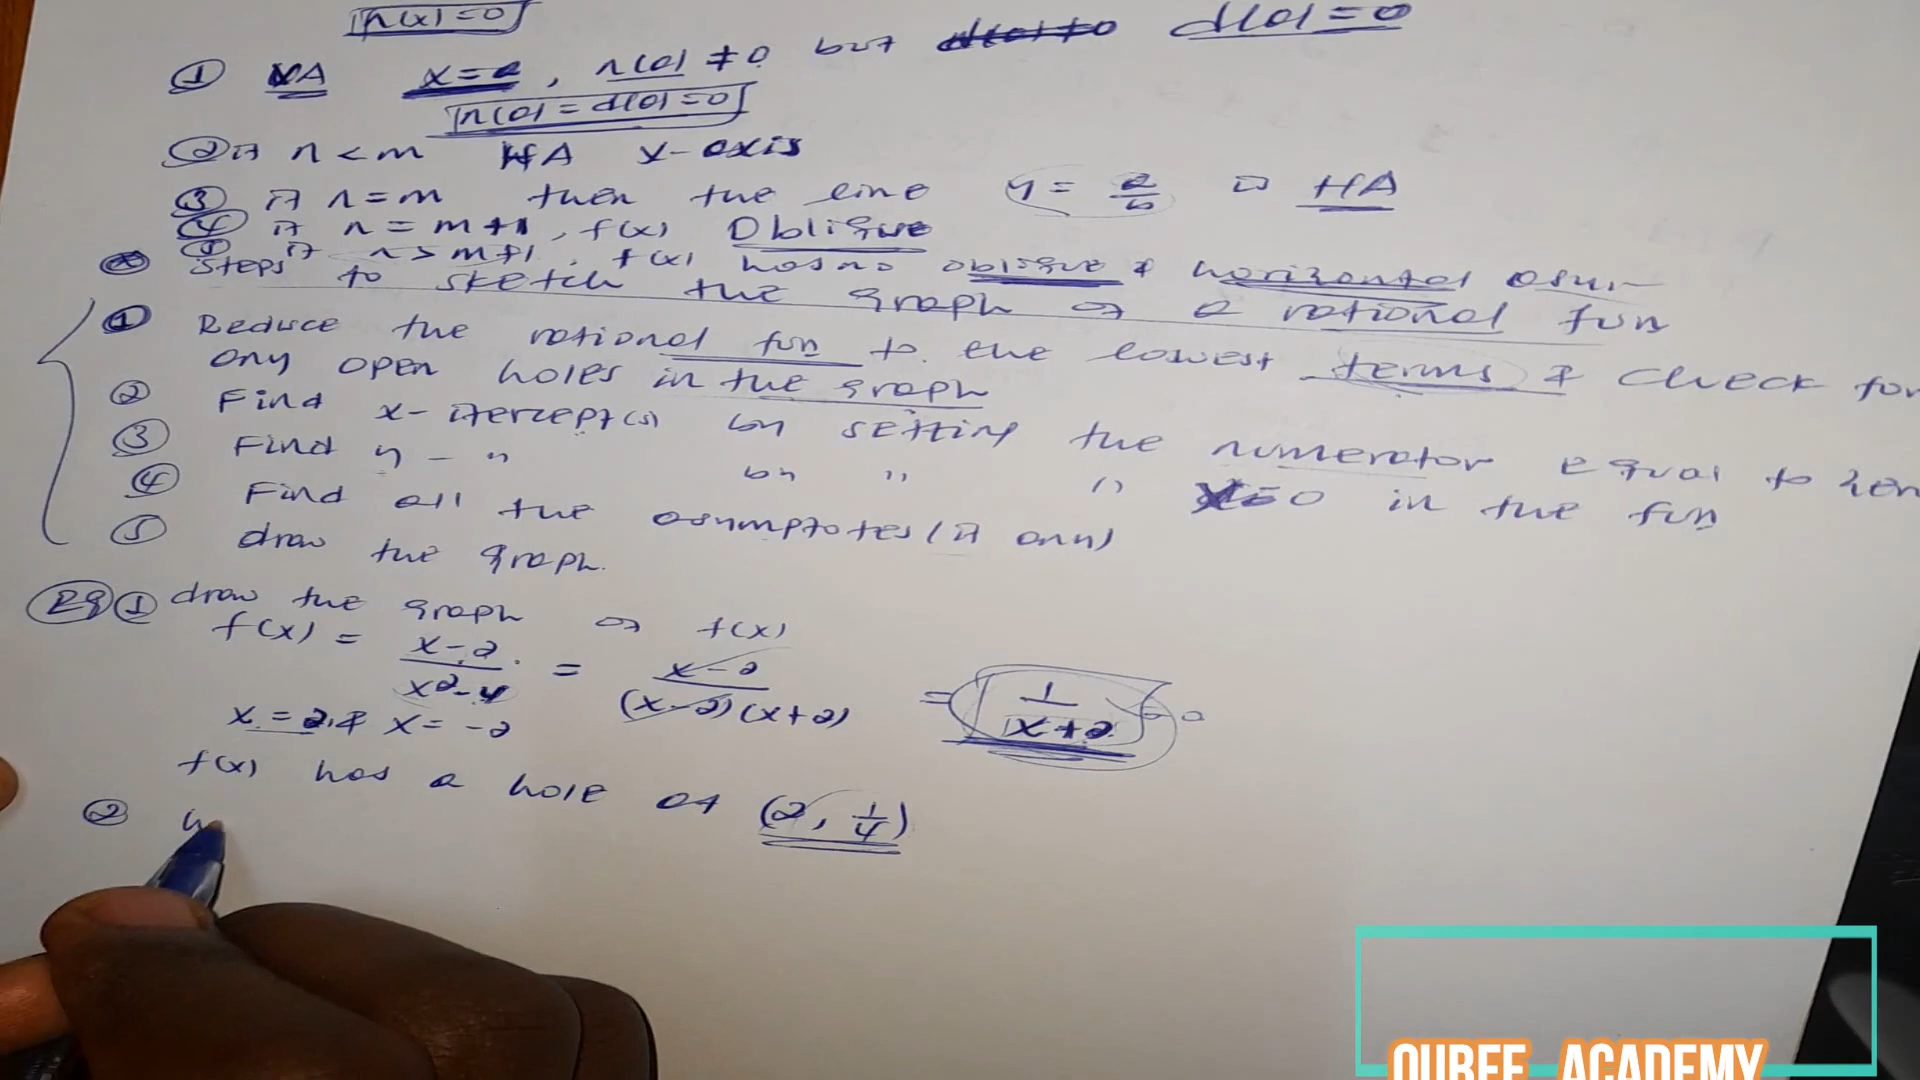 n(x) = 0
① VA x = a, n(a) ≠ 0 but d(a) = 0
n(a) = d(a) = 0
② if n < m HA x-axis
③ if n = m then the line y = a/b is HA
④ if n = m+1, f(x) Oblique
⑤ if n > m+1, f(x) has no oblique & horizontal asym
* Steps to sketch the graph of a rational fun
① Reduce the rational fun to the lowest terms & check for
any open holes in the graph
② Find x-itercept(s) by setting the numerator equal to zer
③ Find y - " by " " x=0 in the fun
④ Find all the asymptotes (if any)
⑤ draw the graph.
Eg ① draw the graph of f(x)
f(x) = x-2 / x²-4 = x-2 / (x-2)(x+2) = 1 / x+2
x = 2 & x = -2
f(x) has a hole at (2, 1/4)
②
OUBEE ACADEMY